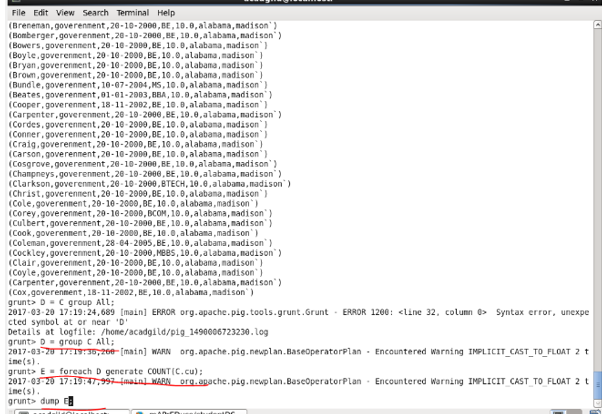 File Edit View Search Terminal Help
(Breneman,goverenment,20-10-2000,BE,10.0,alabama,madison`)
(Bomberger,goverenment,20-10-2000,BE,10.0,alabama,madison`)
(Bowers,goverenment,20-10-2000,BE,10.0,alabama,madison`)
(Boyle,goverenment,20-10-2000,BE,10.0,alabama,madison`)
(Bryan,goverenment,20-10-2000,BE,10.0,alabama,madison`)
(Brown,goverenment,20-10-2000,BE,10.0,alabama,madison`)
(Bundle,goverenment,10-07-2004,MS,10.0,alabama,madison`)
(Beates,goverenment,01-01-2003,BBA,10.0,alabama,madison`)
(Cooper,goverenment,18-11-2002,BE,10.0,alabama,madison`)
(Carpenter,goverenment,20-10-2000,BE,10.0,alabama,madison`)
(Cordes,goverenment,20-10-2000,BE,10.0,alabama,madison`)
(Conner,goverenment,20-10-2000,BE,10.0,alabama,madison`)
(Craig,goverenment,20-10-2000,BE,10.0,alabama,madison`)
(Carson,goverenment,20-10-2000,BE,10.0,alabama,madison`)
(Cosgrove,goverenment,20-10-2000,BE,10.0,alabama,madison`)
(Champneys,goverenment,20-10-2000,BE,10.0,alabama,madison`)
(Clarkson,goverenment,20-10-2000,BTECH,10.0,alabama,madison`)
(Christ,goverenment,20-10-2000,BE,10.0,alabama,madison`)
(Cole,goverenment,20-10-2000,BE,10.0,alabama,madison`)
(Corey,goverenment,20-10-2000,BCOM,10.0,alabama,madison`)
(Culbert,goverenment,20-10-2000,BE,10.0,alabama,madison`)
(Cook,goverenment,20-10-2000,BE,10.0,alabama,madison`)
(Coleman,goverenment,28-04-2005,BE,10.0,alabama,madison`)
(Cockley,goverenment,20-10-2000,MBBS,10.0,alabama,madison`)
(Clair,goverenment,20-10-2000,BE,10.0,alabama,madison`)
(Coyle,goverenment,20-10-2000,BE,10.0,alabama,madison`)
(Carpenter,goverenment,20-10-2000,BE,10.0,alabama,madison`)
(Cox,goverenment,18-11-2002,BE,10.0,alabama,madison`)
grunt> D = C group All;
2017-03-20 17:19:24,689 [main] ERROR org.apache.pig.tools.grunt.Grunt - ERROR 1200: <line 32, column 0>  Syntax error, unexpe
cted symbol at or near 'D'
Details at logfile: /home/acadgild/pig_1490006723230.log
grunt> D = group C All;
2017-03-20 17:19:36,260 [main] WARN  org.apache.pig.newplan.BaseOperatorPlan - Encountered Warning IMPLICIT_CAST_TO_FLOAT 2 t
ime(s).
grunt> E = foreach D generate COUNT(C.cu);
2017-03-20 17:19:47,997 [main] WARN  org.apache.pig.newplan.BaseOperatorPlan - Encountered Warning IMPLICIT_CAST_TO_FLOAT 2 t
ime(s).
grunt> dump E;